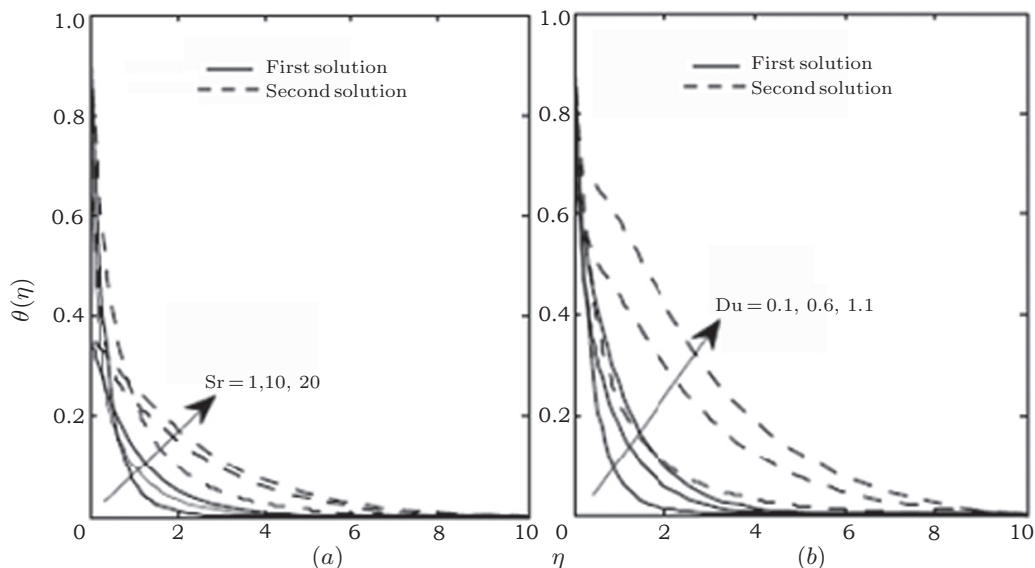 1.0
0.8
0.6
0.4
0.2
0
2
4
6
8
10
θ(η)
First solution
Second solution
Sr = 1,10, 20
(a)
η
1.0
0.8
0.6
0.4
0.2
0
2
4
6
8
10
First solution
Second solution
Du = 0.1, 0.6, 1.1
(b)